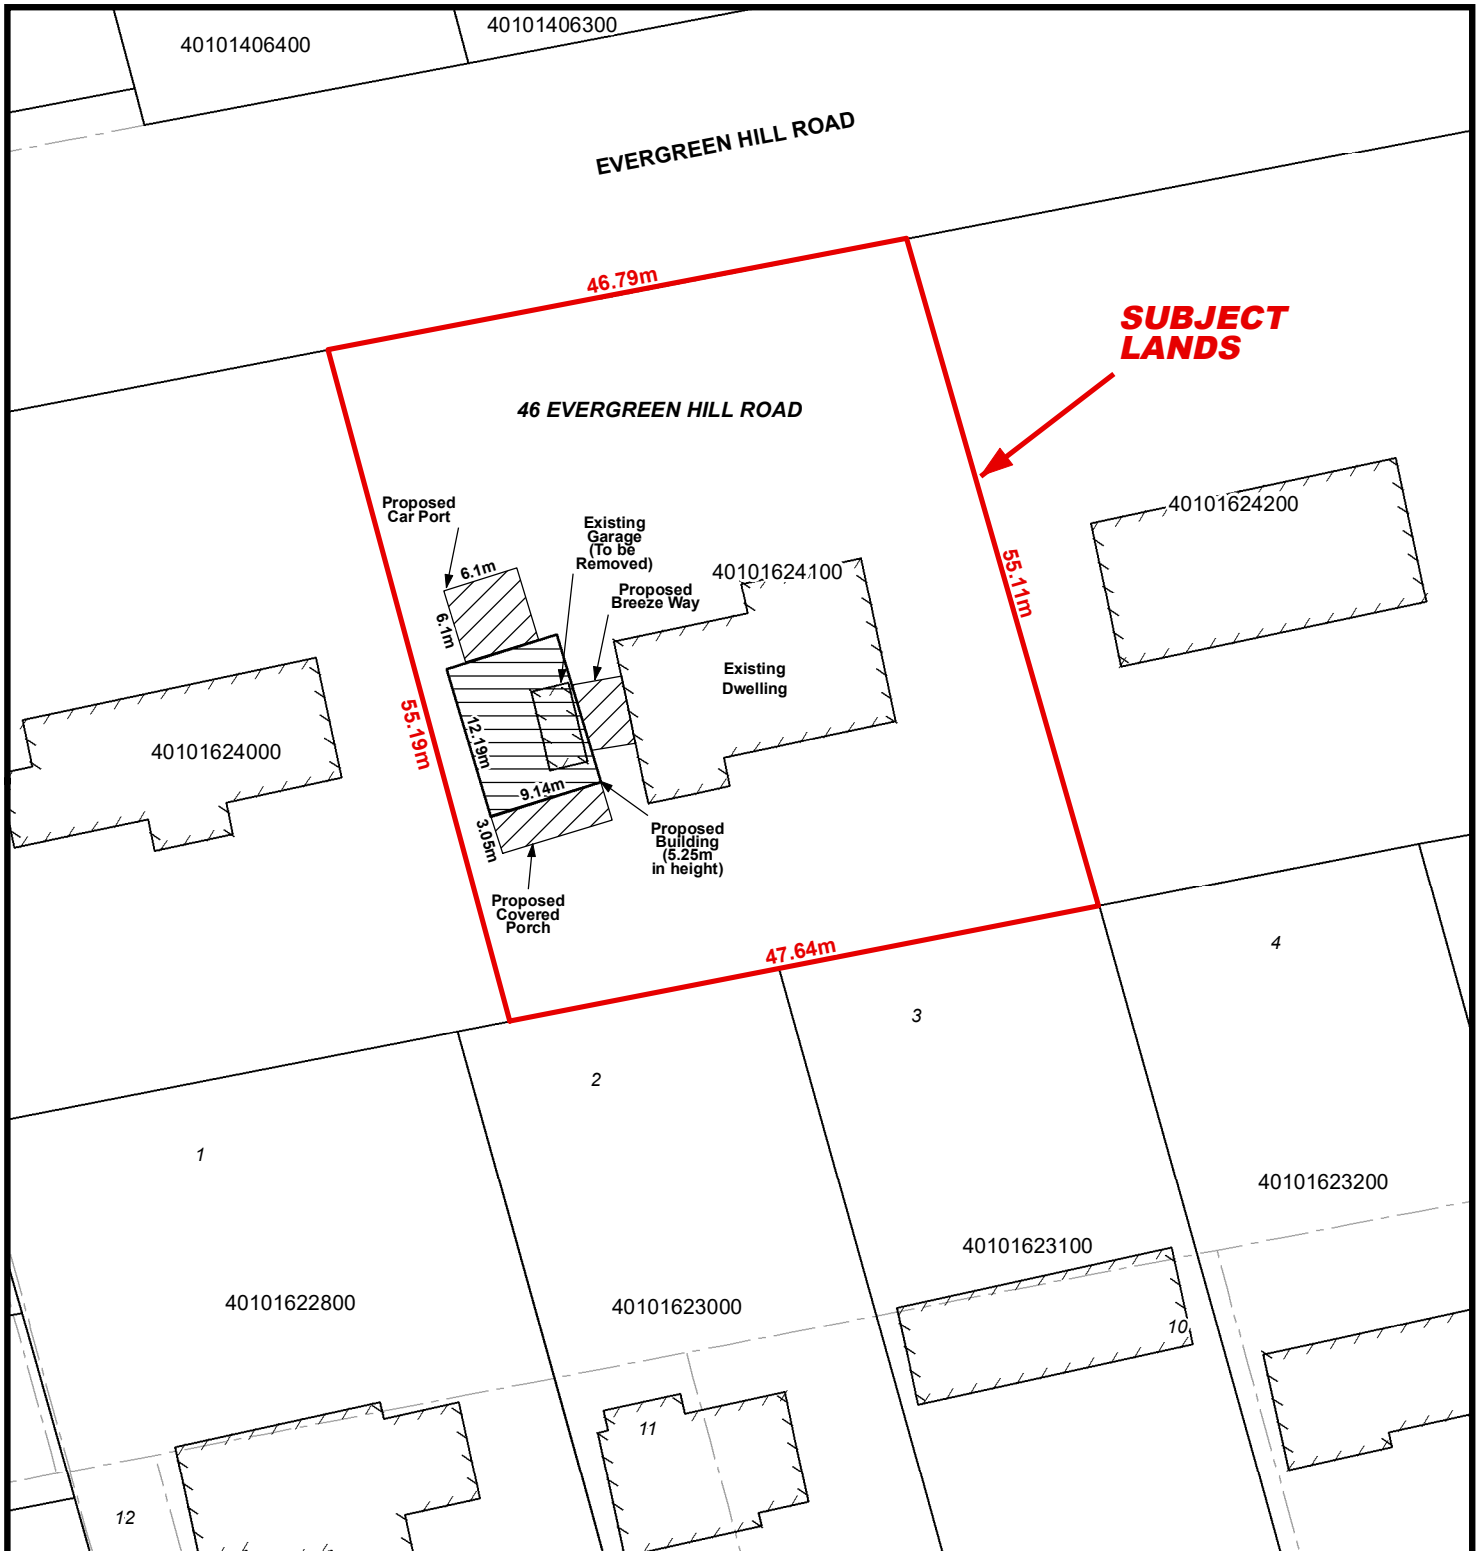 40101406400
40101406300
EVERGREEN HILL ROAD
46.79m
SUBJECT
LANDS
46 EVERGREEN HILL ROAD
Proposed
Car Port
Existing
Garage
(To be
Removed)
40101624200
6.1m
40101624100
55.11m
Proposed
Breeze Way
6.1m
Existing
Dwelling
55.19m
12.19m
40101624000
9.14m
3.05m
Proposed
Building
(5.25m
in height)
Proposed
Covered
Porch
47.64m
4
3
2
1
40101623200
40101623100
40101622800
40101623000
10
11
12